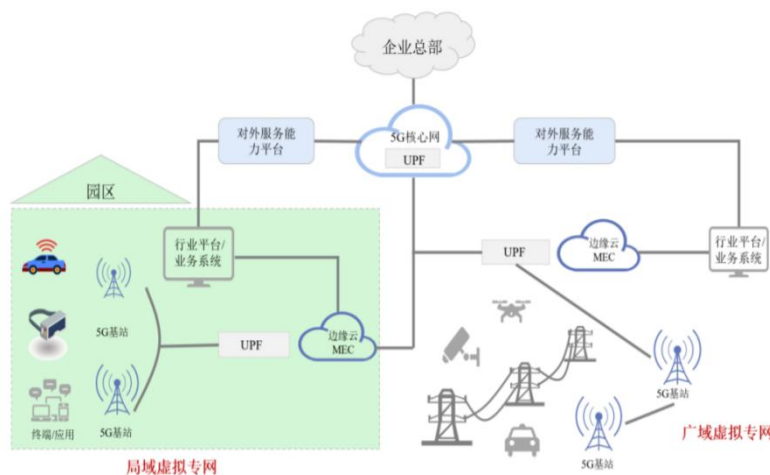 企业总部
对外服务能
力平台
5G核心网
UPF
对外服务能
力平台
园区
行业平台/
业务系统
5G基站
UPF
边缘云
MEC
终端/应用
5G基站
局域虚拟专网
UPF
边缘云
MEC
行业平台/
业务系统
5G基站
5G基站
广域虚拟专网